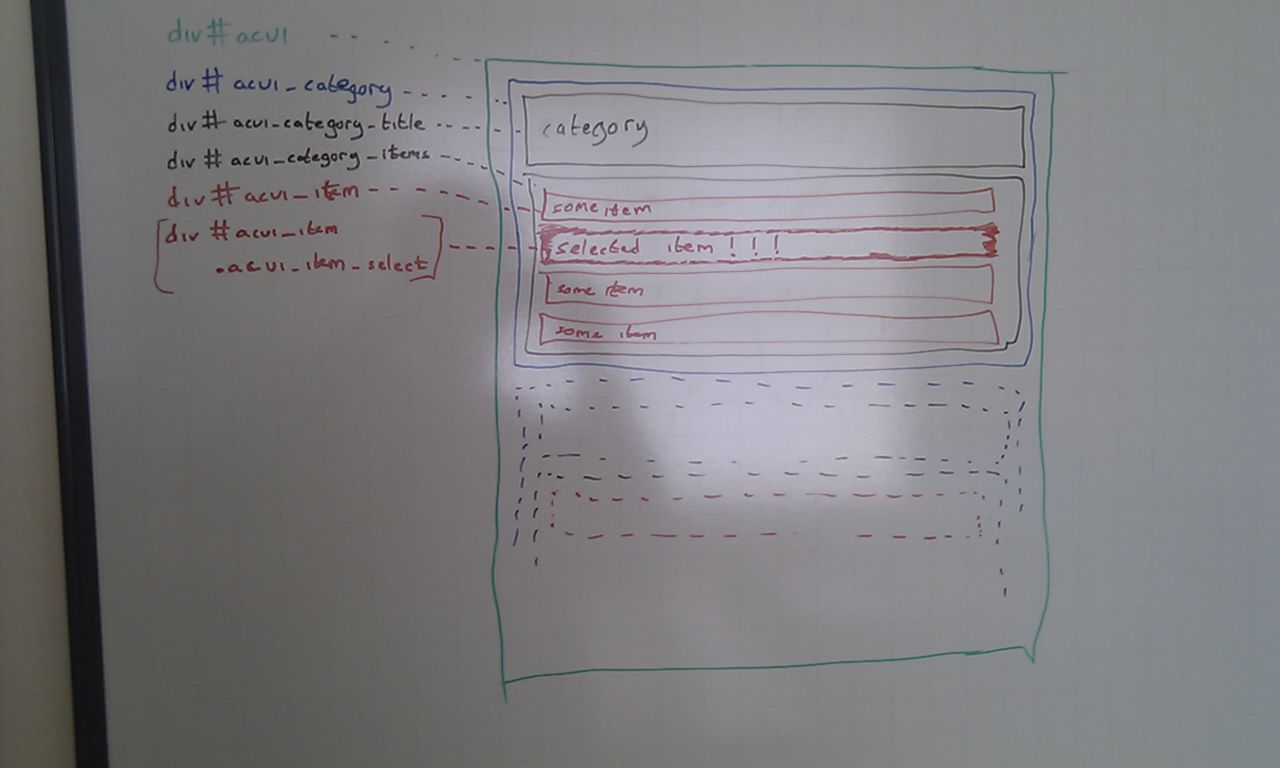 div#acui
div# acui_category
div# acui_category_title
div# acui_category_items
div# acui_item
div #acui_item
.acui_item_select
category
some item
selected item ! ! !
some item
some item